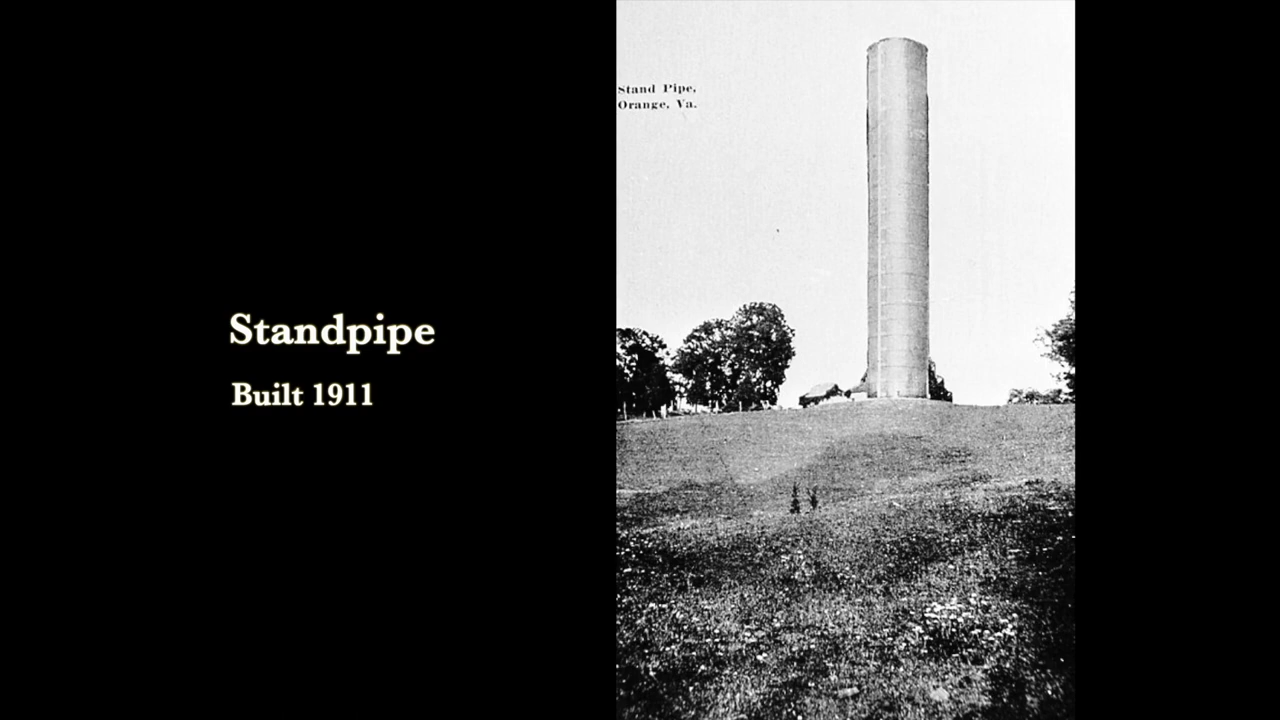 Standpipe
Built 1911
Stand Pipe,
Orange, Va.